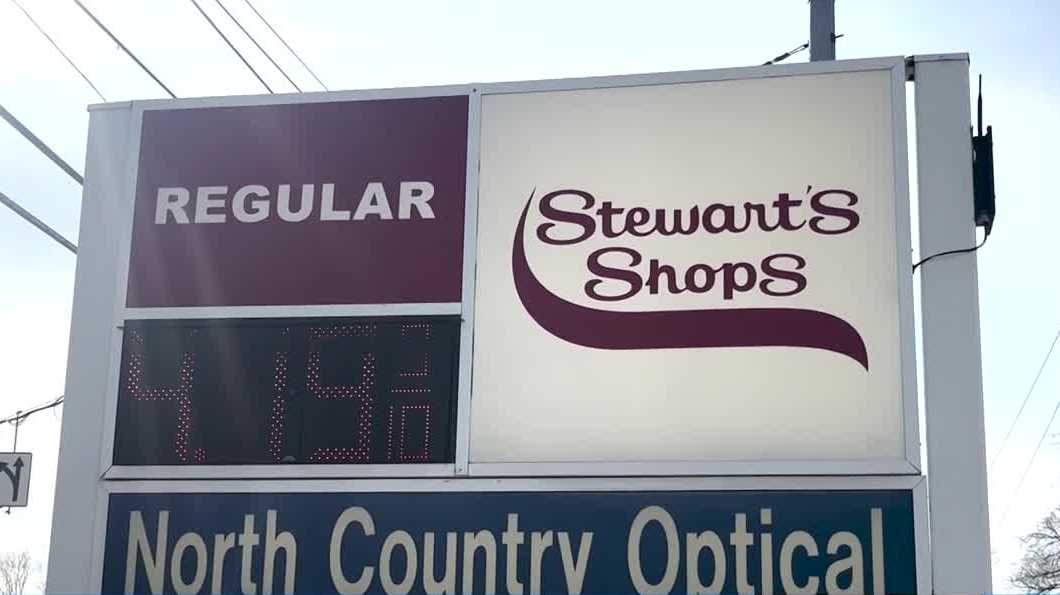 REGULAR
Stewart's
Shops
4.19 9/10
North Country Optical